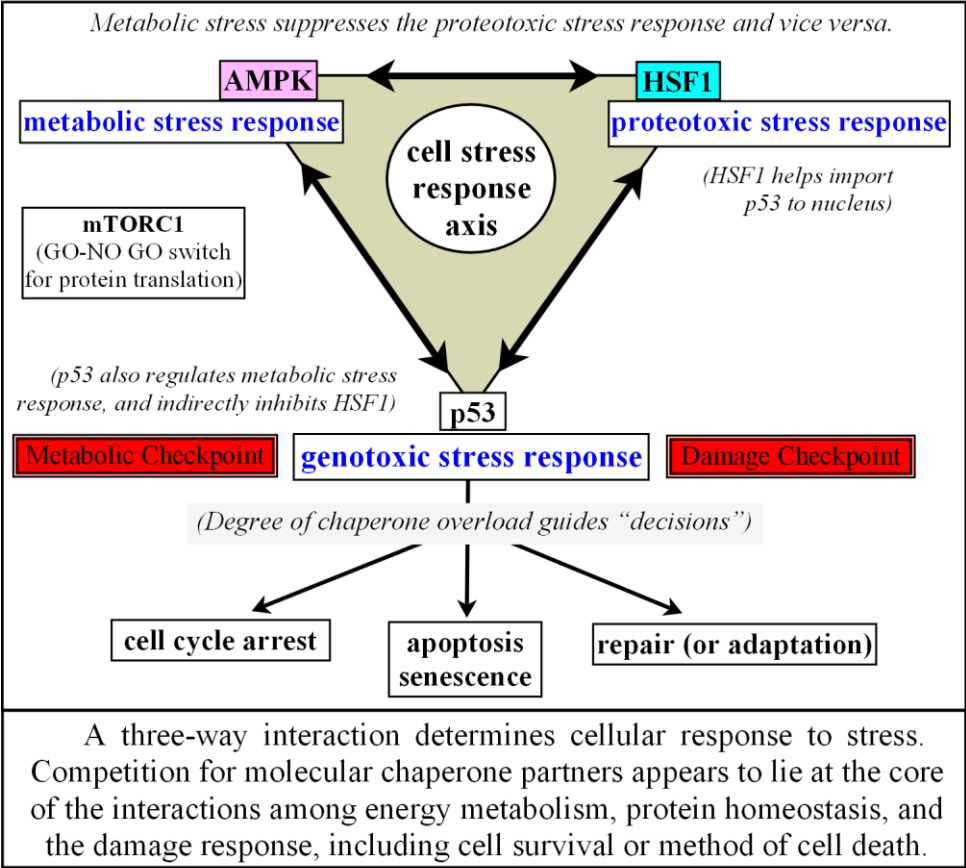 Metabolic stress suppresses the proteotoxic stress response and vice versa.
AMPK
HSF1
metabolic stress response
proteotoxic stress response
cell stress
response
axis
(HSF1 helps import
p53 to nucleus)
mTORC1
(GO-NO GO switch
for protein translation)
(p53 also regulates metabolic stress
response, and indirectly inhibits HSF1)
p53
Metabolic Checkpoint
genotoxic stress response
Damage Checkpoint
(Degree of chaperone overload guides “decisions”)
cell cycle arrest
apoptosis
senescence
repair (or adaptation)
A three-way interaction determines cellular response to stress.
Competition for molecular chaperone partners appears to lie at the core
of the interactions among energy metabolism, protein homeostasis, and
the damage response, including cell survival or method of cell death.